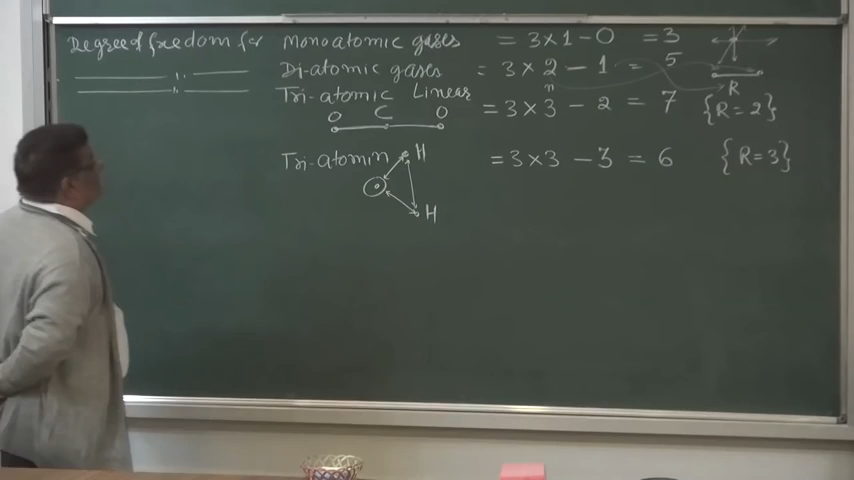 Degree of freedom for Monoatomic gases = 3×1-0 = 3
Di-atomic gases = 3×2-1 = 5
Tri-atomic Linear = 3×3-2 = 7 {R=2}
n
R
O C O
Tri-atomin = 3×3-3 = 6 {R=3}
H
H